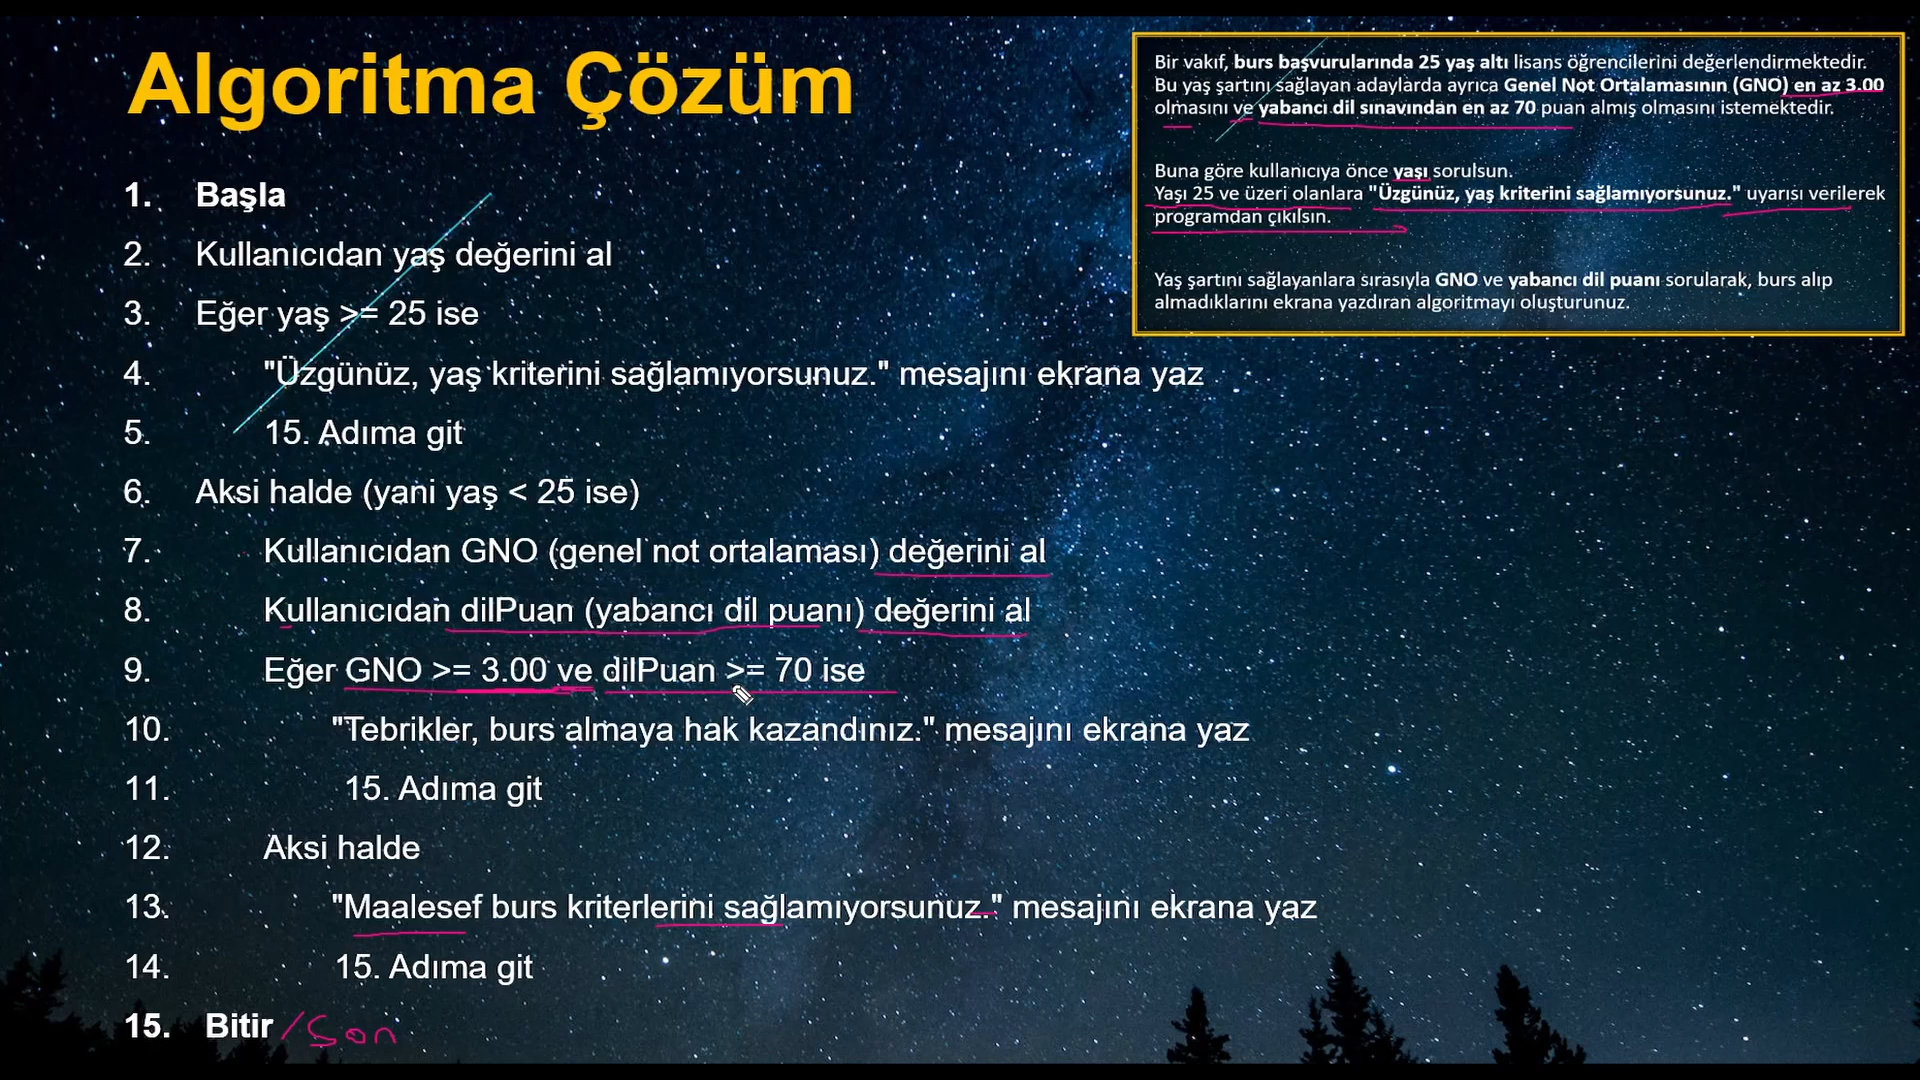 Algoritma Çözüm
1. Başla
2. Kullanıcıdan yaş değerini al
3. Eğer yaş >= 25 ise
4. "Üzgünüz, yaş kriterini sağlamıyorsunuz." mesajını ekrana yaz
5. 15. Adıma git
6. Aksi halde (yani yaş < 25 ise)
7. Kullanıcıdan GNO (genel not ortalaması) değerini al
8. Kullanıcıdan dilPuan (yabancı dil puanı) değerini al
9. Eğer GNO >= 3.00 ve dilPuan >= 70 ise
10. "Tebrikler, burs almaya hak kazandınız." mesajını ekrana yaz
11. 15. Adıma git
12. Aksi halde
13. "Maalesef burs kriterlerini sağlamıyorsunuz." mesajını ekrana yaz
14. 15. Adıma git
15. Bitir / Son
Bir vakıf, burs başvurularında 25 yaş altı lisans öğrencilerini değerlendirmektedir.
Bu yaş şartını sağlayan adaylarda ayrıca Genel Not Ortalamasının (GNO) en az 3.00
olmasını ve yabancı dil sınavından en az 70 puan almış olmasını istemektedir.
Buna göre kullanıcıya önce yaşı sorulsun.
Yaşı 25 ve üzeri olanlara "Üzgünüz, yaş kriterini sağlamıyorsunuz." uyarısı verilerek
programdan çıkılsın.
Yaş şartını sağlayanlara sırasıyla GNO ve yabancı dil puanı sorularak, burs alıp
almadıklarını ekrana yazdıran algoritmayı oluşturunuz.